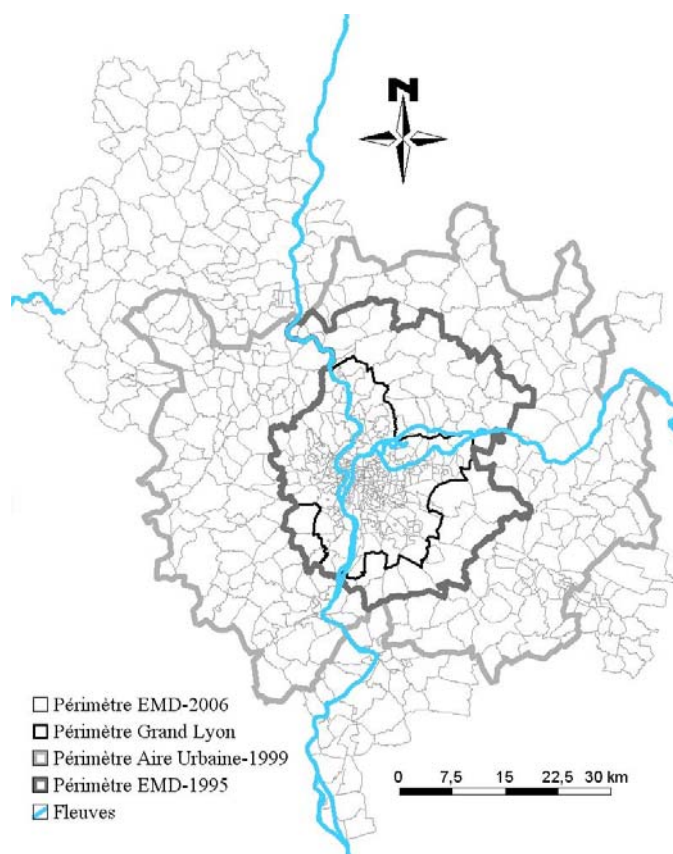 N
Périmètre EMD-2006
Périmètre Grand Lyon
Périmètre Aire Urbaine-1999
Périmètre EMD-1995
Fleuves
0 7,5 15 22,5 30 km